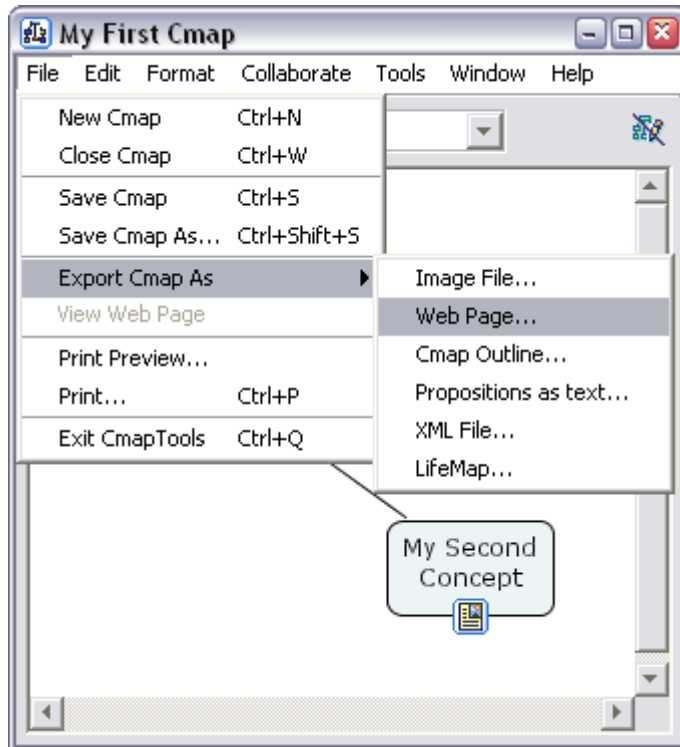 My First Cmap
File Edit Format Collaborate Tools Window Help
New Cmap Ctrl+N
Close Cmap Ctrl+W
Save Cmap Ctrl+S
Save Cmap As... Ctrl+Shift+S
Export Cmap As
View Web Page
Print Preview...
Print... Ctrl+P
Exit CmapTools Ctrl+Q
Image File...
Web Page...
Cmap Outline...
Propositions as text...
XML File...
LifeMap...
My Second
Concept